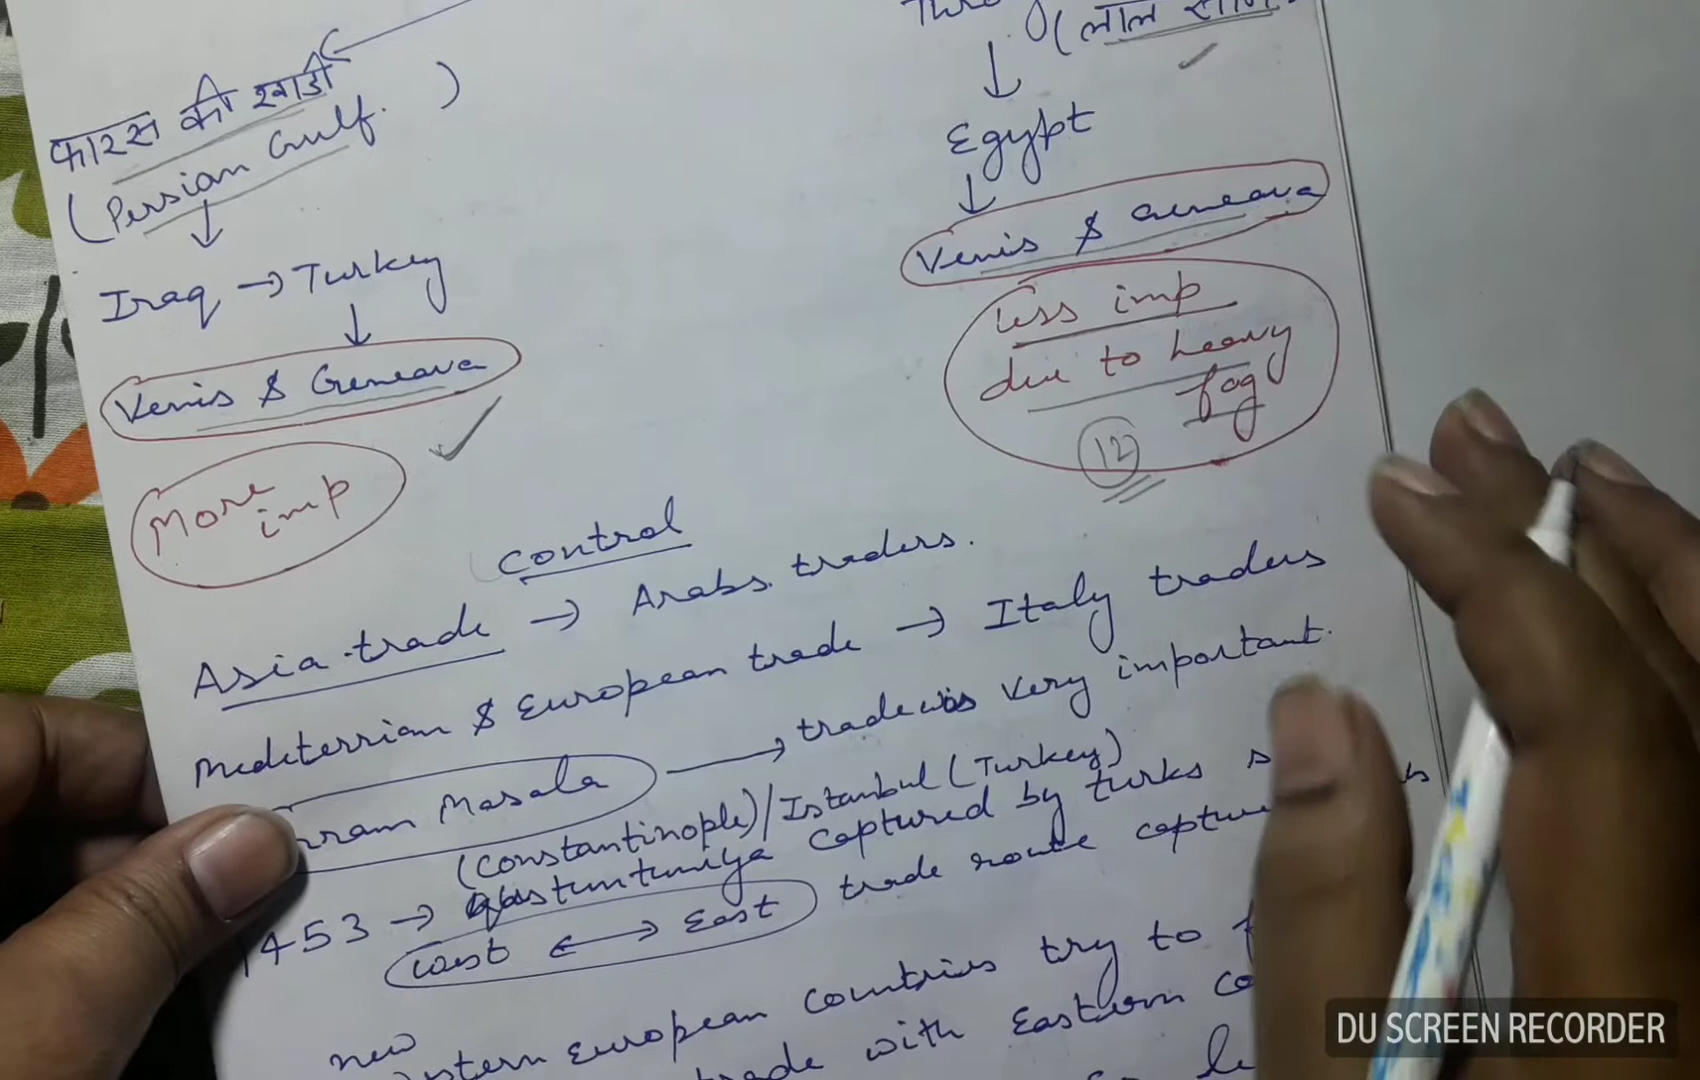 फारस की खाडी
(Persian Gulf.)
↓
Iraq → Turkey
↓
Venis & Geneava
More
imp
(लाल
↓
Egypt
↓
Venis & Geneava
less imp
due to heavy
fog
12
control
Asia trade → Arabs traders.
Mediterrian & European trade → Italy traders
Masala → trade was very important.
(Constantinople)/Istanbul (Turkey)
1453 → captured by turks
West ↔ East trade route
new
European countries try to
trade with Eastern
DU SCREEN RECORDER